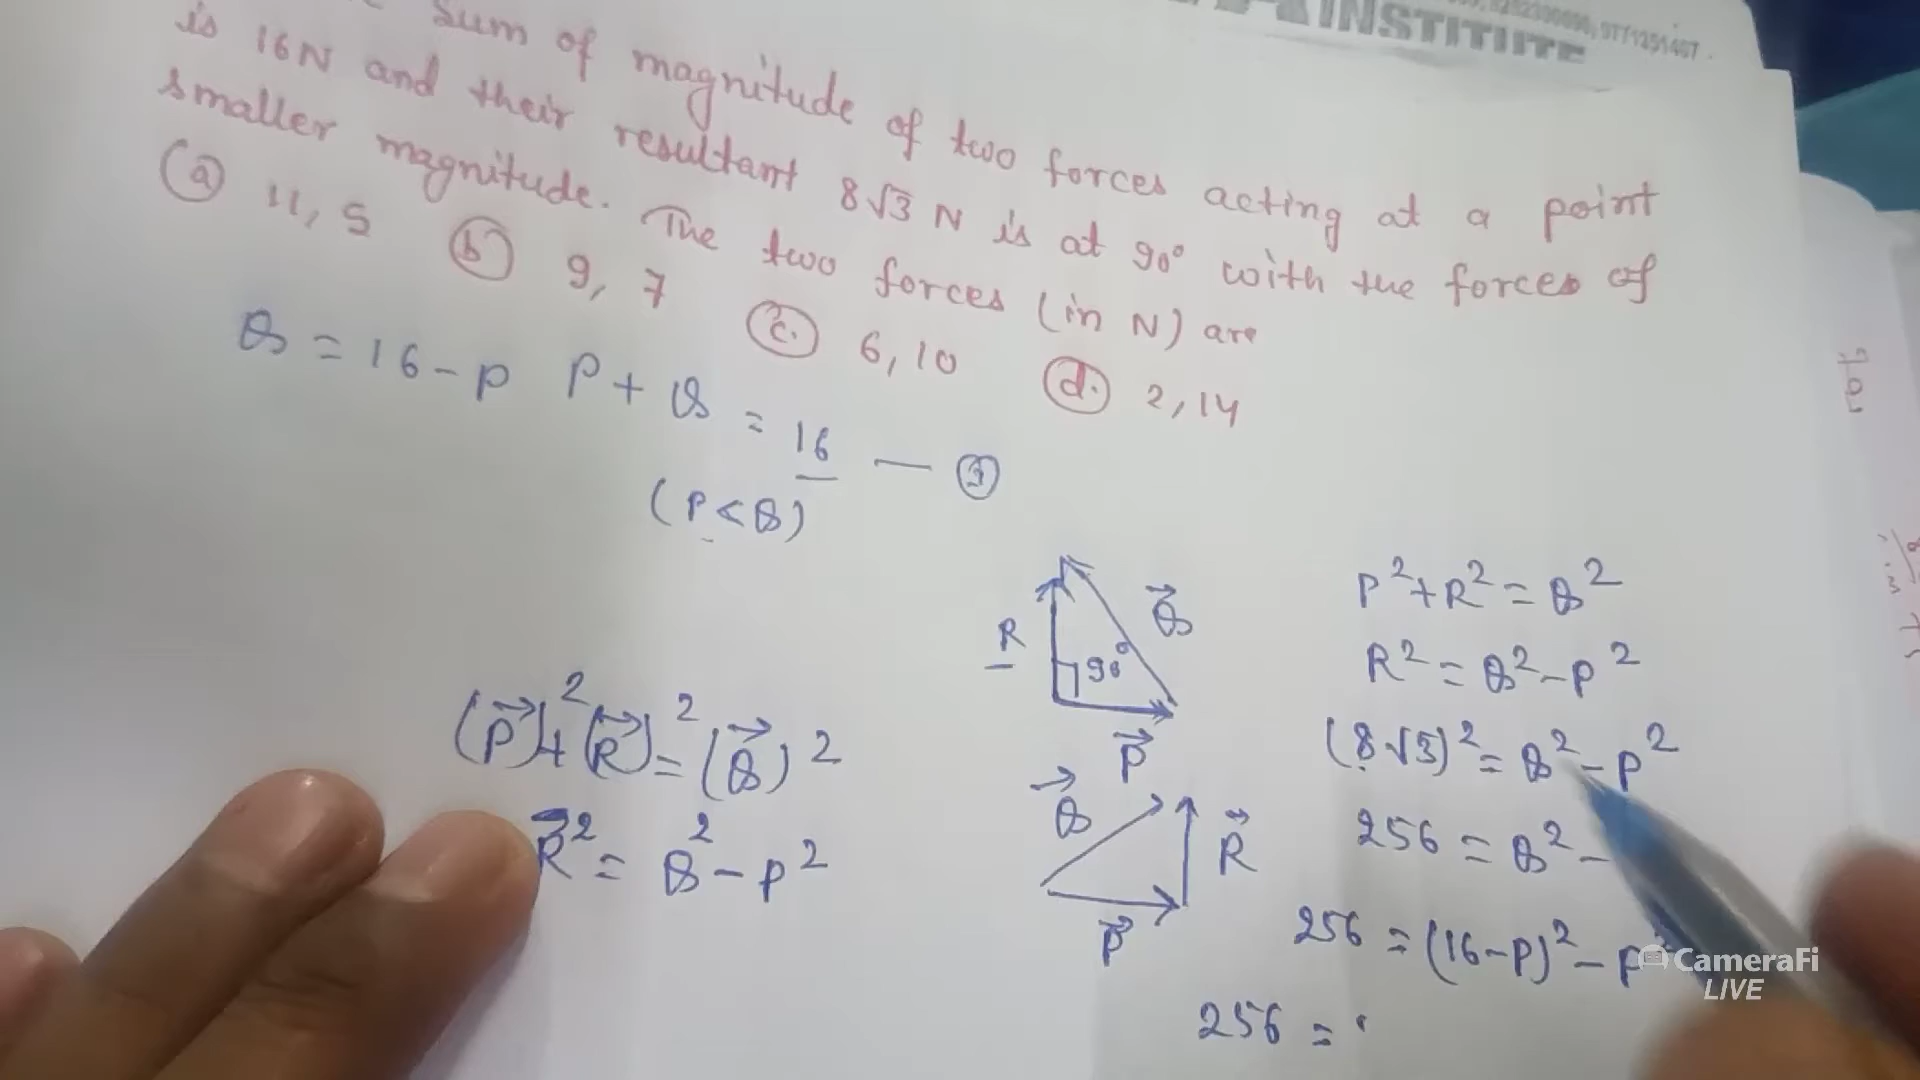 INSTITUTE
9771251467
Sum of magnitude of two forces acting at a point
is 16N and their resultant 8√3 N is at 90° with the forces of
smaller magnitude. The two forces (in N) are
(a) 11, 5 (b) 9, 7 (c.) 6, 10 (d.) 2, 14
Q = 16 - P P + Q = 16 — (1)
(P < Q)
R Q⃗ 90° P⃗
P² + R² = Q²
R² = Q² - P²
(8√3)² = Q² - P²
256 = Q² -
256 = (16 - P)² - P
256 =
(P⃗)² + (R⃗)² = (Q⃗)²
R⃗² = Q² - P²
Q⃗ R⃗ P⃗
CameraFi
LIVE